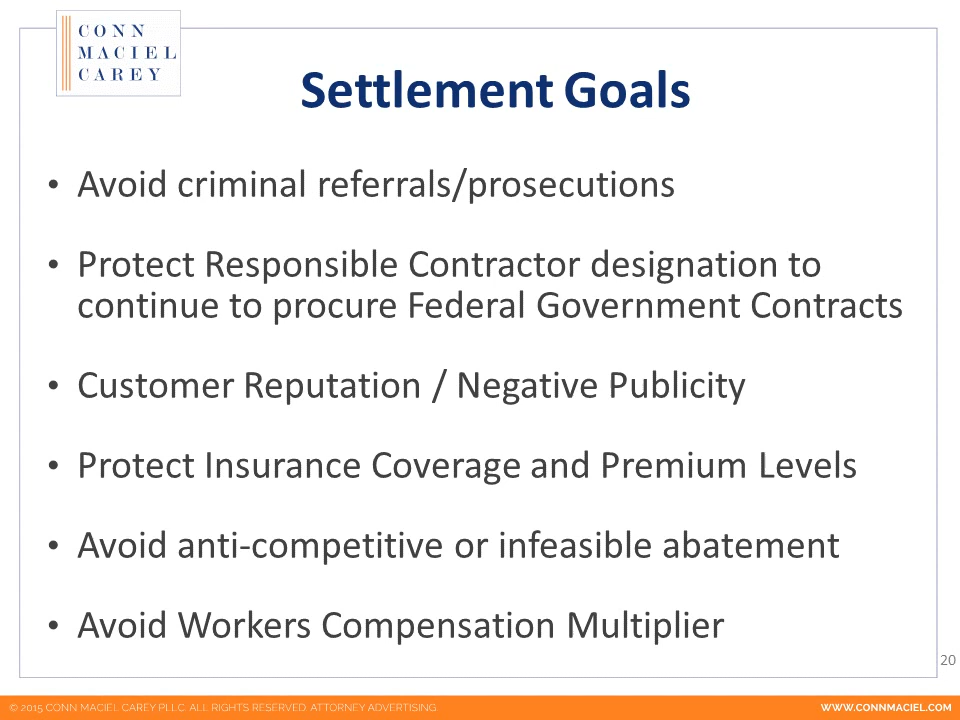 CONN
MACIEL
CAREY
Settlement Goals
• Avoid criminal referrals/prosecutions
• Protect Responsible Contractor designation to
continue to procure Federal Government Contracts
• Customer Reputation / Negative Publicity
• Protect Insurance Coverage and Premium Levels
• Avoid anti-competitive or infeasible abatement
• Avoid Workers Compensation Multiplier
20
© 2015 CONN MACIEL CAREY PLLC. ALL RIGHTS RESERVED. ATTORNEY ADVERTISING.
WWW.CONNMACIEL.COM